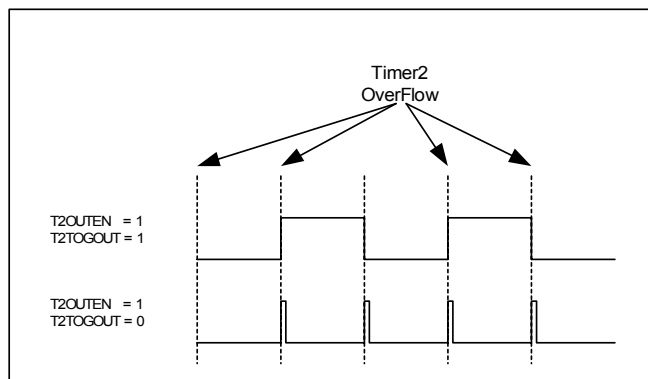 Timer2
OverFlow
T2OUTEN = 1
T2TOGOUT = 1
T2OUTEN = 1
T2TOGOUT = 0